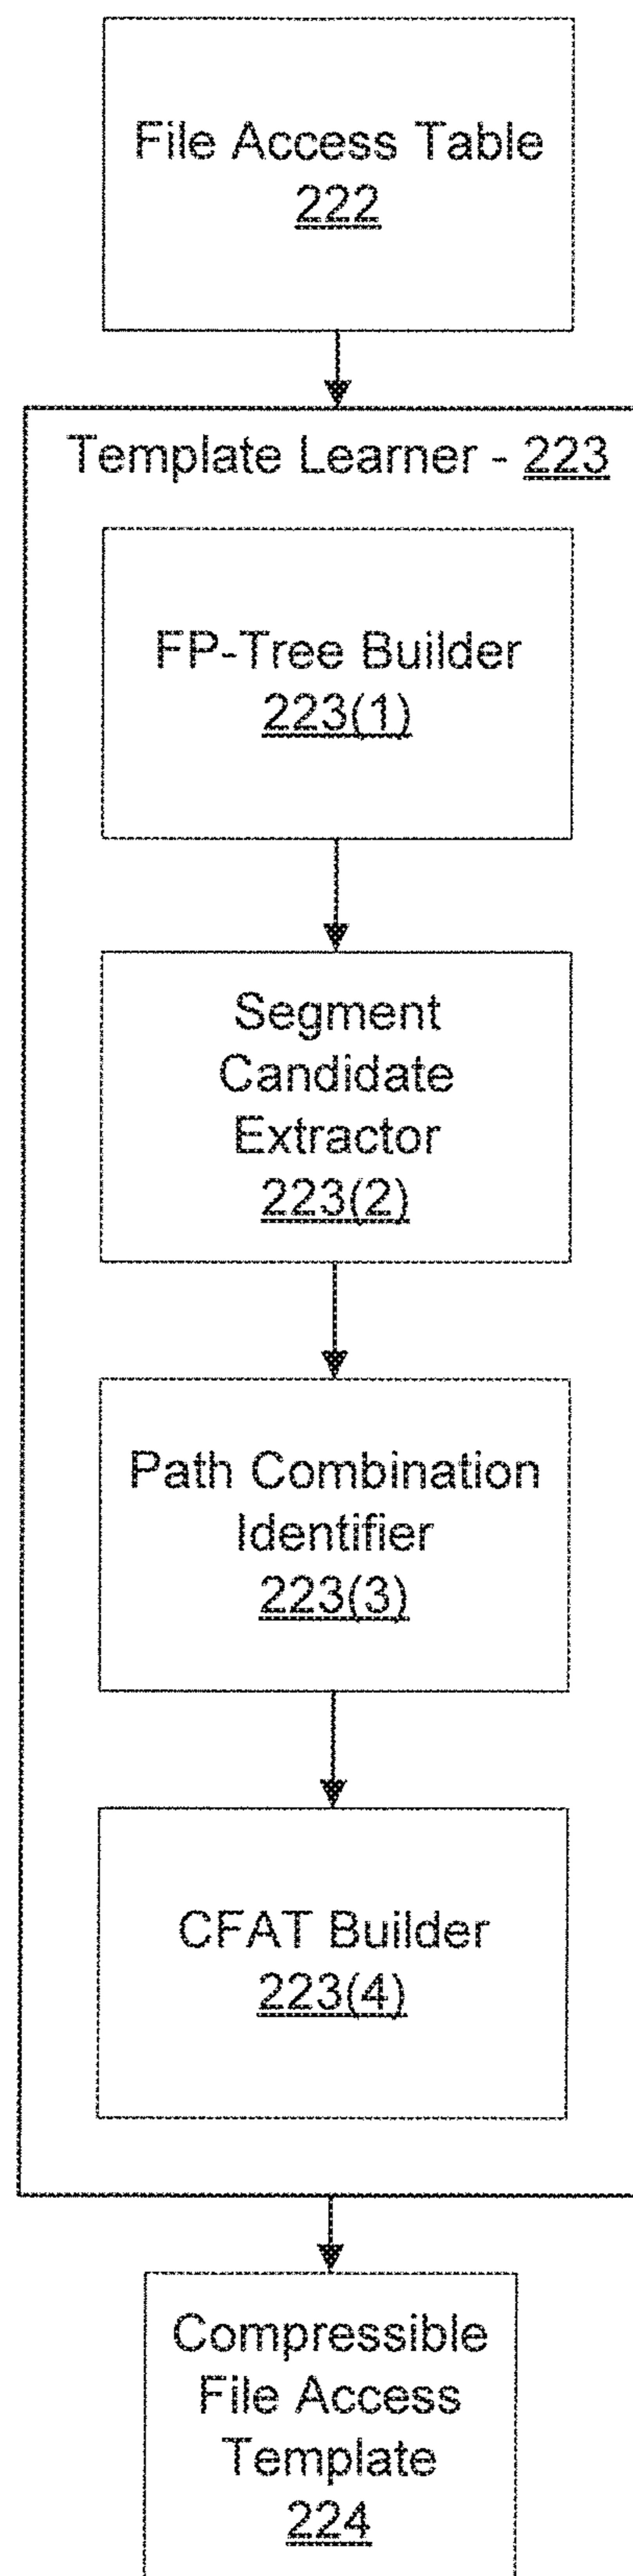 File Access Table
222
Template Learner - 223
FP-Tree Builder
223(1)
Segment
Candidate
Extractor
223(2)
Path Combination
Identifier
223(3)
CFAT Builder
223(4)
Compressible
File Access
Template
224